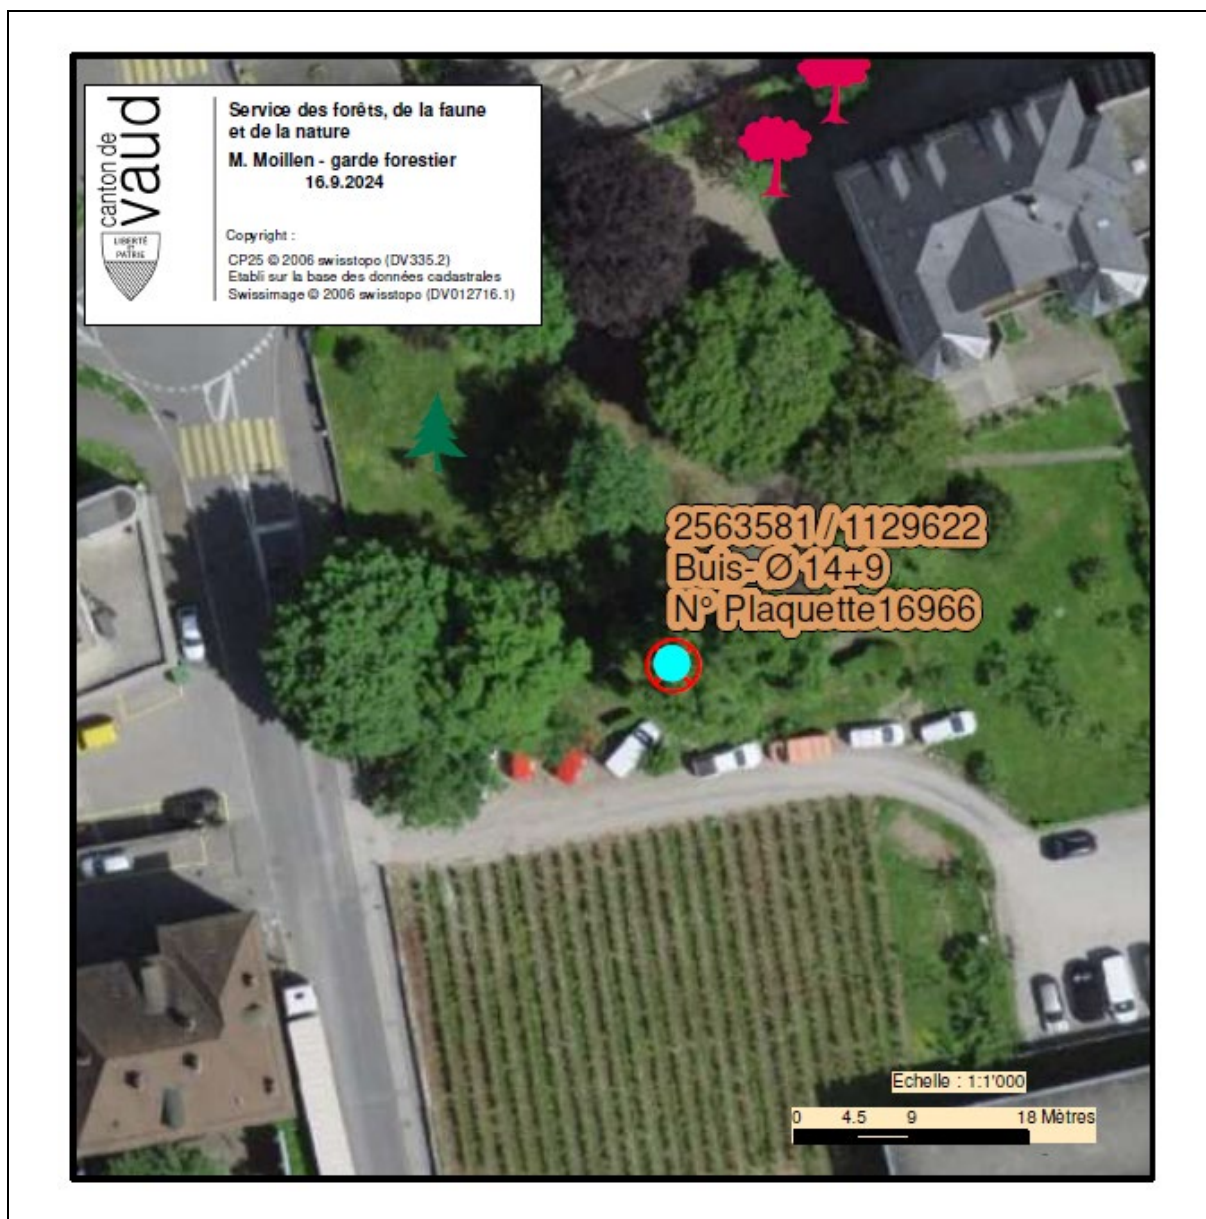 canton de
vaud
LIBERTÉ
ET
PATRIE
Service des forêts, de la faune
et de la nature
M. Moillen - garde forestier
16.9.2024
Copyright :
CP25 © 2006 swisstopo (DV335.2)
Etabli sur la base des données cadastrales
Swissimage © 2006 swisstopo (DV012716.1)
2563581 / 1129622
Buis- Ø 14+9
N° Plaquette16966
Echelle : 1:1'000
0 4.5 9 18 Mètres